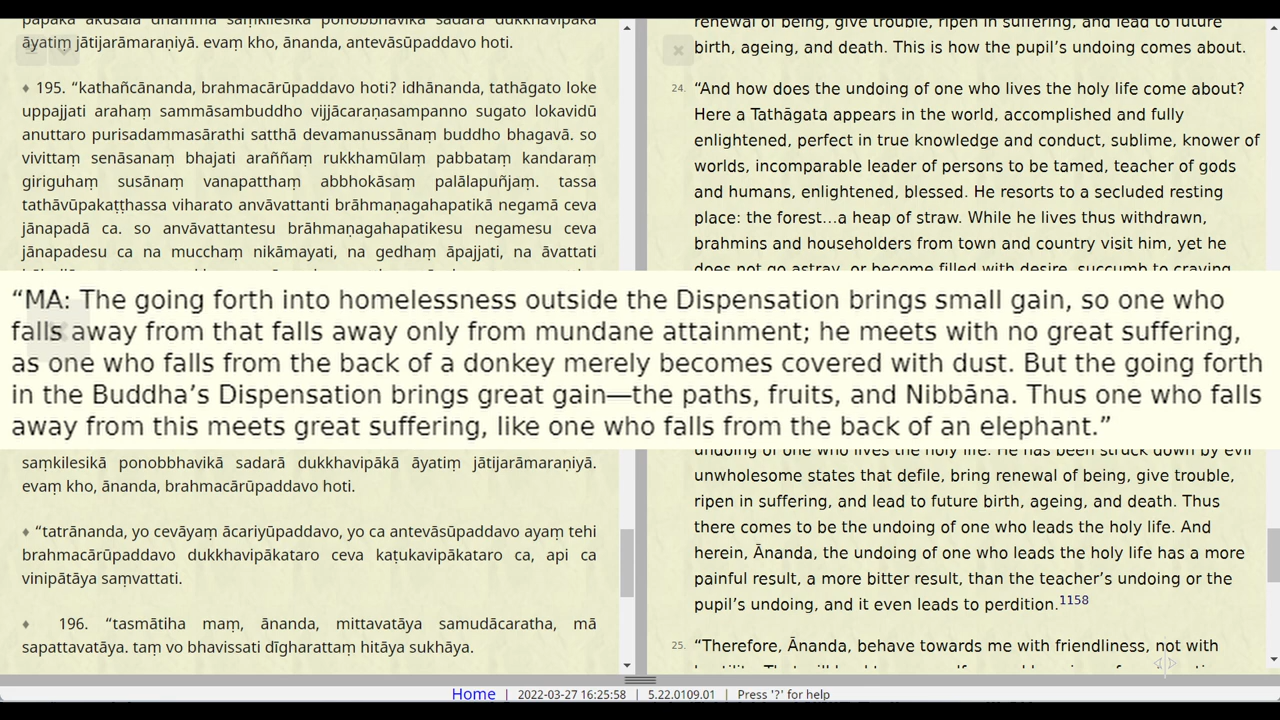 pāpakā akusalā dhammā saṃkilesikā ponobbhavikā sadarā dukkhavipākā
āyatiṃ jātijarāmaraṇiyā. evaṃ kho, ānanda, antevāsūpaddavo hoti.
♦ 195. “kathañcānanda, brahmacārūpaddavo hoti? idhānanda, tathāgato loke
uppajjati arahaṃ sammāsambuddho vijjācaraṇasampanno sugato lokavidū
anuttaro purisadammasārathi satthā devamanussānaṃ buddho bhagavā. so
vivittaṃ senāsanaṃ bhajati araññaṃ rukkhamūlaṃ pabbataṃ kandaraṃ
giriguhaṃ susānaṃ vanapatthaṃ abbhokāsaṃ palālapuñjaṃ. tassa
tathāvūpakaṭṭhassa viharato anvāvattanti brāhmaṇagahapatikā negamā ceva
jānapadā ca. so anvāvattantesu brāhmaṇagahapatikesu negamesu ceva
jānapadesu ca na mucchaṃ nikāmayati, na gedhaṃ āpajjati, na āvattati
renewal of being, give trouble, ripen in suffering, and lead to future
birth, ageing, and death. This is how the pupil’s undoing comes about.
24. “And how does the undoing of one who lives the holy life come about?
Here a Tathāgata appears in the world, accomplished and fully
enlightened, perfect in true knowledge and conduct, sublime, knower of
worlds, incomparable leader of persons to be tamed, teacher of gods
and humans, enlightened, blessed. He resorts to a secluded resting
place: the forest…a heap of straw. While he lives thus withdrawn,
brahmins and householders from town and country visit him, yet he
does not go astray, or become filled with desire, succumb to craving,
“MA: The going forth into homelessness outside the Dispensation brings small gain, so one who
falls away from that falls away only from mundane attainment; he meets with no great suffering,
as one who falls from the back of a donkey merely becomes covered with dust. But the going forth
in the Buddha’s Dispensation brings great gain—the paths, fruits, and Nibbāna. Thus one who falls
away from this meets great suffering, like one who falls from the back of an elephant.”
saṃkilesikā ponobbhavikā sadarā dukkhavipākā āyatiṃ jātijarāmaraṇiyā.
evaṃ kho, ānanda, brahmacārūpaddavo hoti.
♦ “tatrānanda, yo cevāyaṃ ācariyūpaddavo, yo ca antevāsūpaddavo ayaṃ tehi
brahmacārūpaddavo dukkhavipākataro ceva kaṭukavipākataro ca, api ca
vinipātāya saṃvattati.
♦ 196. “tasmātiha maṃ, ānanda, mittavatāya samudācaratha, mā
sapattavatāya. taṃ vo bhavissati dīgharattaṃ hitāya sukhāya.
undoing of one who lives the holy life. He has been struck down by evil
unwholesome states that defile, bring renewal of being, give trouble,
ripen in suffering, and lead to future birth, ageing, and death. Thus
there comes to be the undoing of one who leads the holy life. And
herein, Ānanda, the undoing of one who leads the holy life has a more
painful result, a more bitter result, than the teacher’s undoing or the
pupil’s undoing, and it even leads to perdition.1158
25. “Therefore, Ānanda, behave towards me with friendliness, not with
Home | 2022-03-27 16:25:58 | 5.22.0109.01 | Press '?' for help